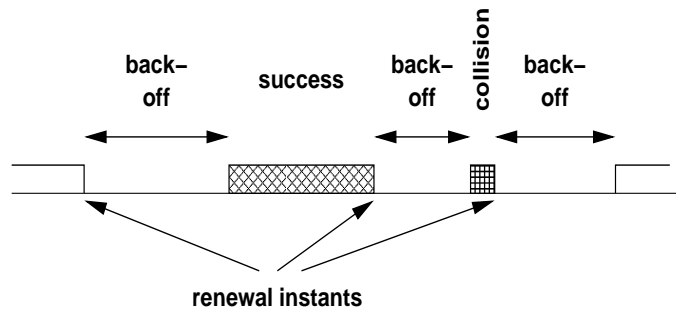 back–
off
success
back–
off
collision
back–
off
renewal instants